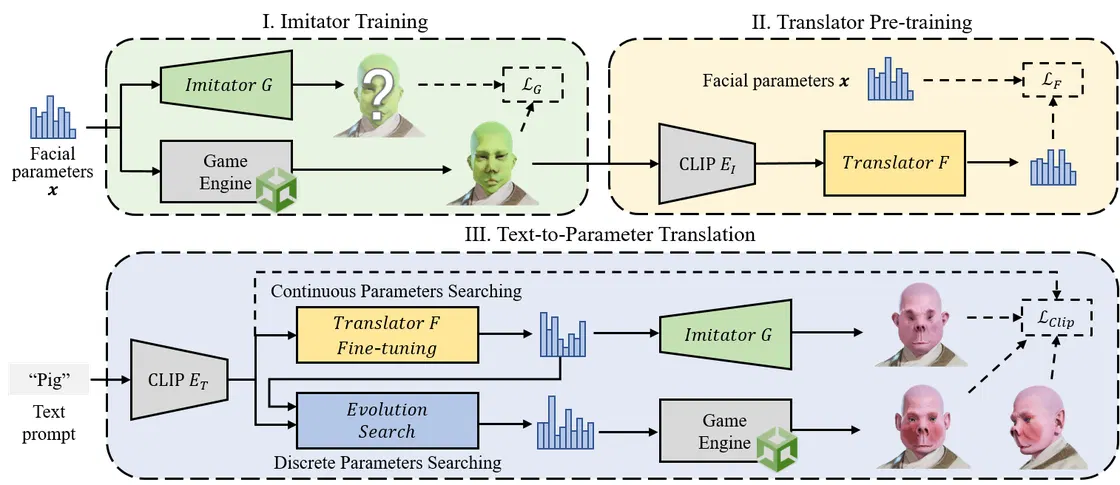 I. Imitator Training
II. Translator Pre-training
Imitator G
?
ℒ_G
Facial parameters x
Game Engine
Facial parameters x
ℒ_F
CLIP E_I
Translator F
III. Text-to-Parameter Translation
Continuous Parameters Searching
Translator F
Fine-tuning
Imitator G
ℒ_Clip
"Pig"
Text
prompt
CLIP E_T
Evolution
Search
Game
Engine
Discrete Parameters Searching